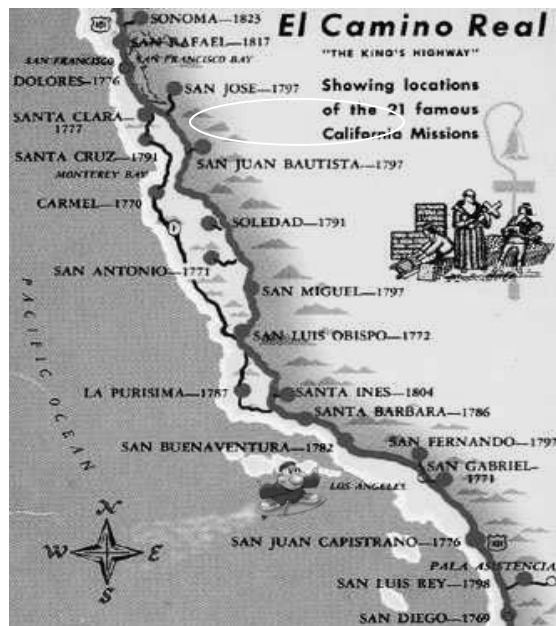 El Camino Real
"THE KING'S HIGHWAY"
Showing locations
of the 21 famous
California Missions
101
SONOMA—1823
SAN RAFAEL—1817
SAN FRANCISCO
SAN FRANCISCO BAY
DOLORES—1776
SAN JOSE—1797
SANTA CLARA—
1777
SANTA CRUZ—1791
SAN JUAN BAUTISTA—1797
MONTEREY BAY
CARMEL—1770
SOLEDAD—1791
1
SAN ANTONIO—1771
SAN MIGUEL—1797
SAN LUIS OBISPO—1772
LA PURISIMA—1787
SANTA INES—1804
SANTA BARBARA—1786
SAN BUENAVENTURA—1782
SAN FERNANDO—1797
SAN GABRIEL—
1771
LOS ANGELES
PACIFIC OCEAN
N
W E
S
SAN JUAN CAPISTRANO—1776
101
PALA ASISTENCIA
SAN LUIS REY—1798
SAN DIEGO—1769